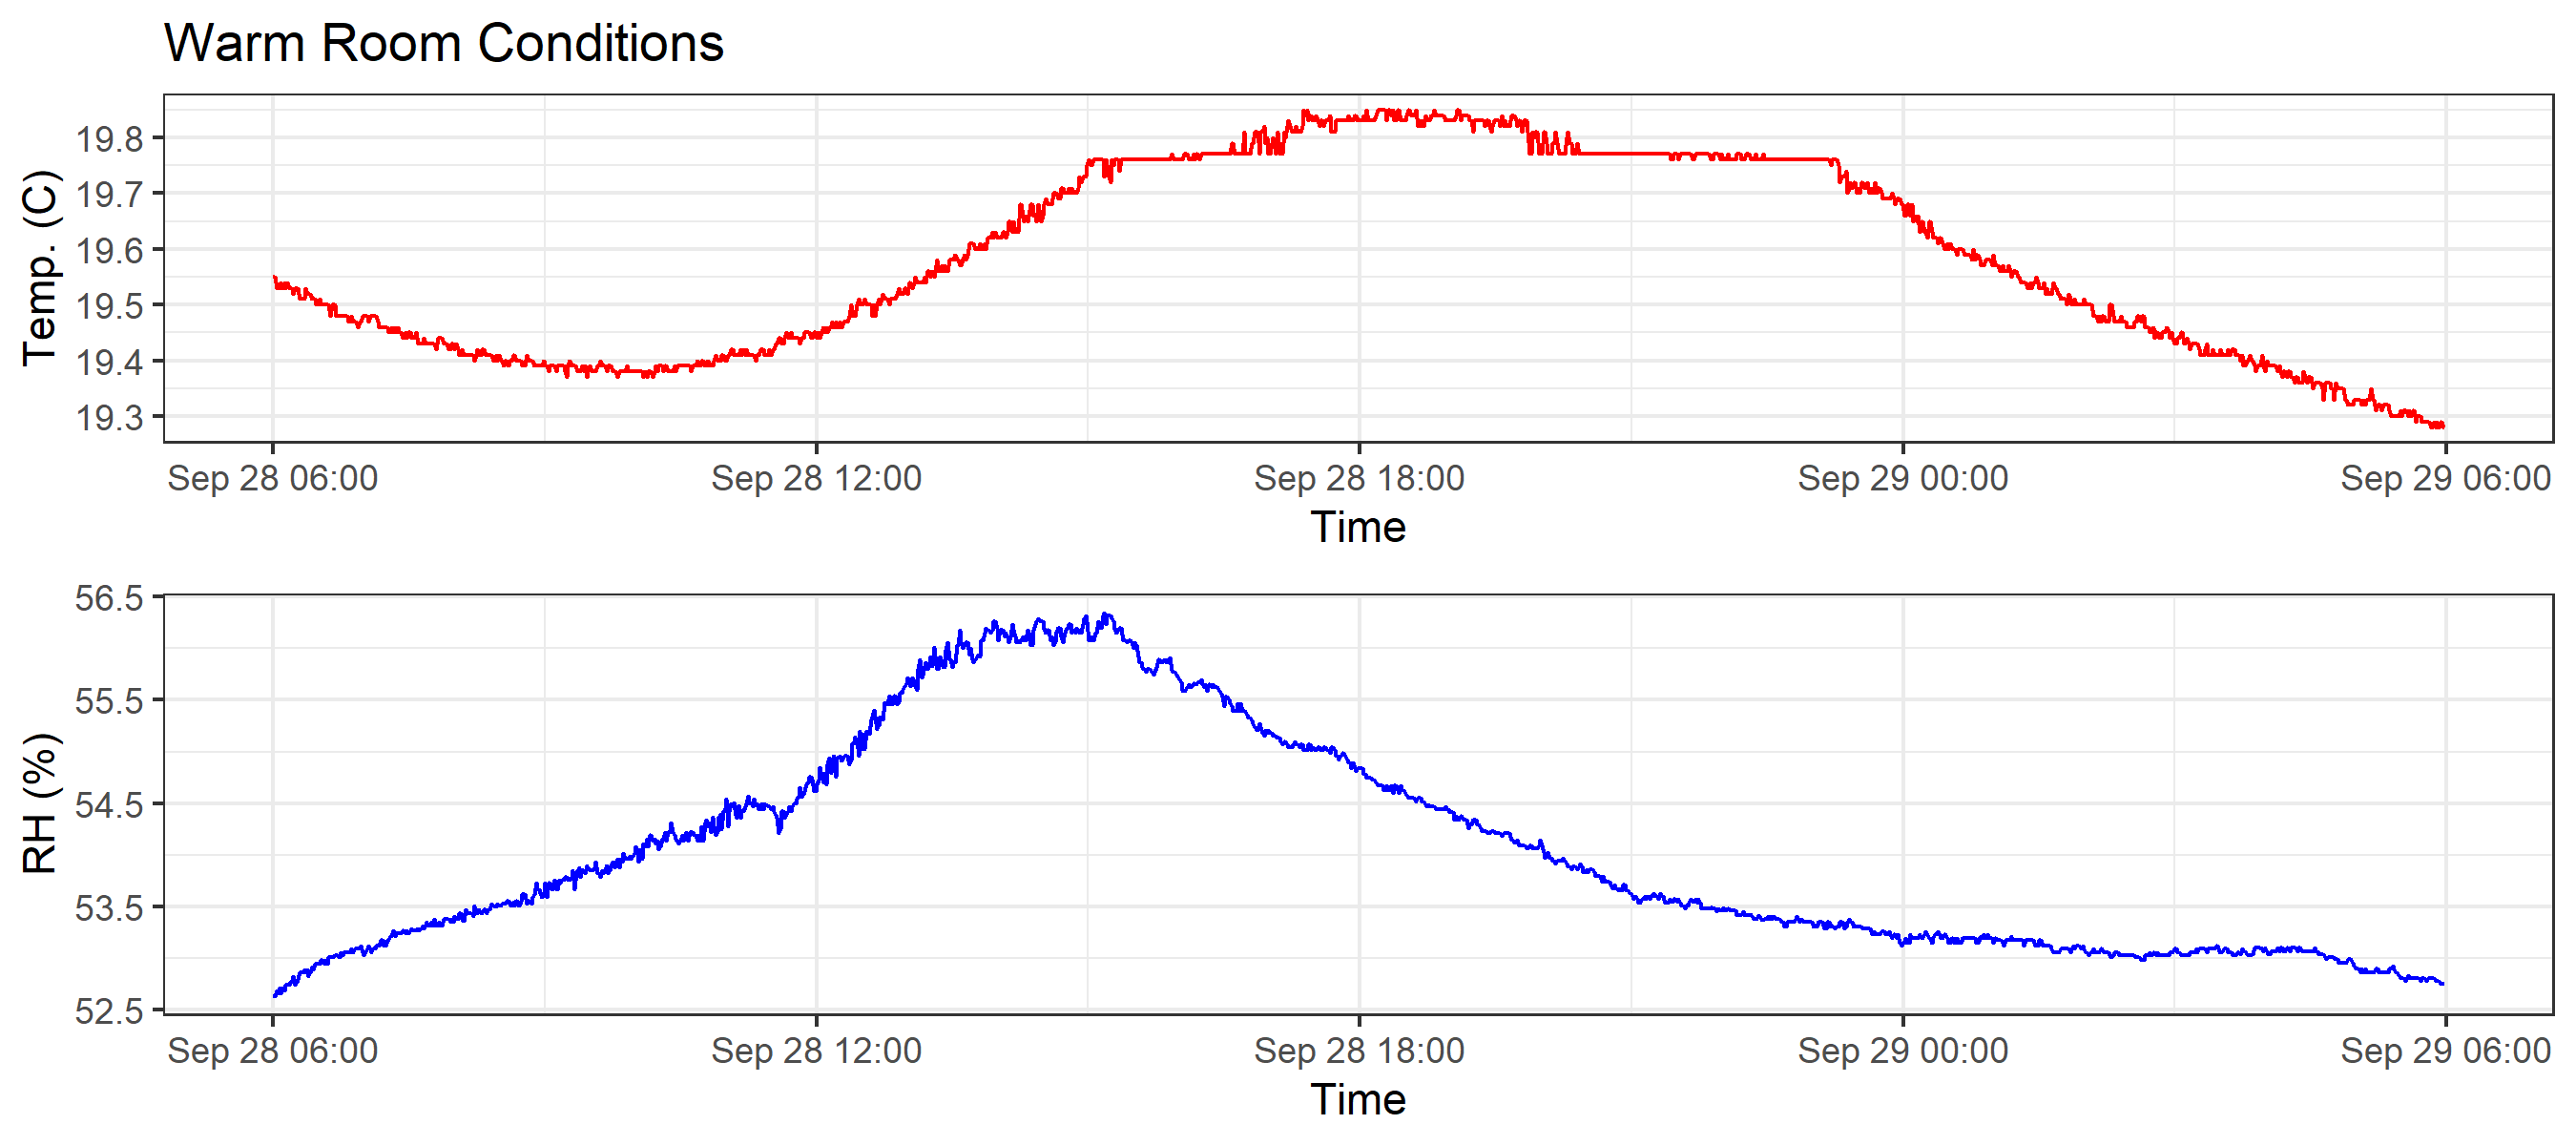 Warm Room Conditions
Temp. (C)
19.8
19.7
19.6
19.5
19.4
19.3
Sep 28 06:00 Sep 28 12:00 Sep 28 18:00 Sep 29 00:00 Sep 29 06:00
Time
RH (%)
56.5
55.5
54.5
53.5
52.5
Sep 28 06:00 Sep 28 12:00 Sep 28 18:00 Sep 29 00:00 Sep 29 06:00
Time